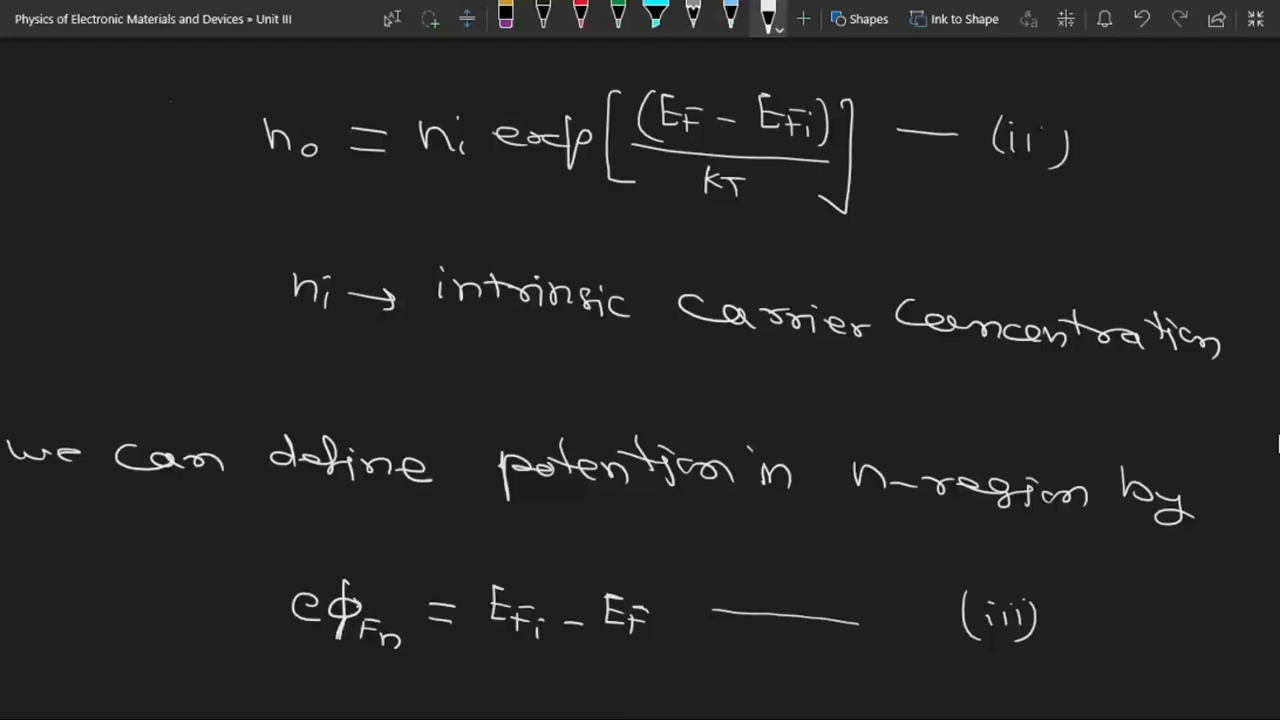 Physics of Electronic Materials and Devices » Unit III
Shapes
Ink to Shape
n₀ = nᵢ exp[(E_F - E_Fi)/KT] — (ii)
nᵢ → intrinsic carrier concentration
we can define potention in n-region by
eϕ_Fn = E_Fi - E_F — (iii)